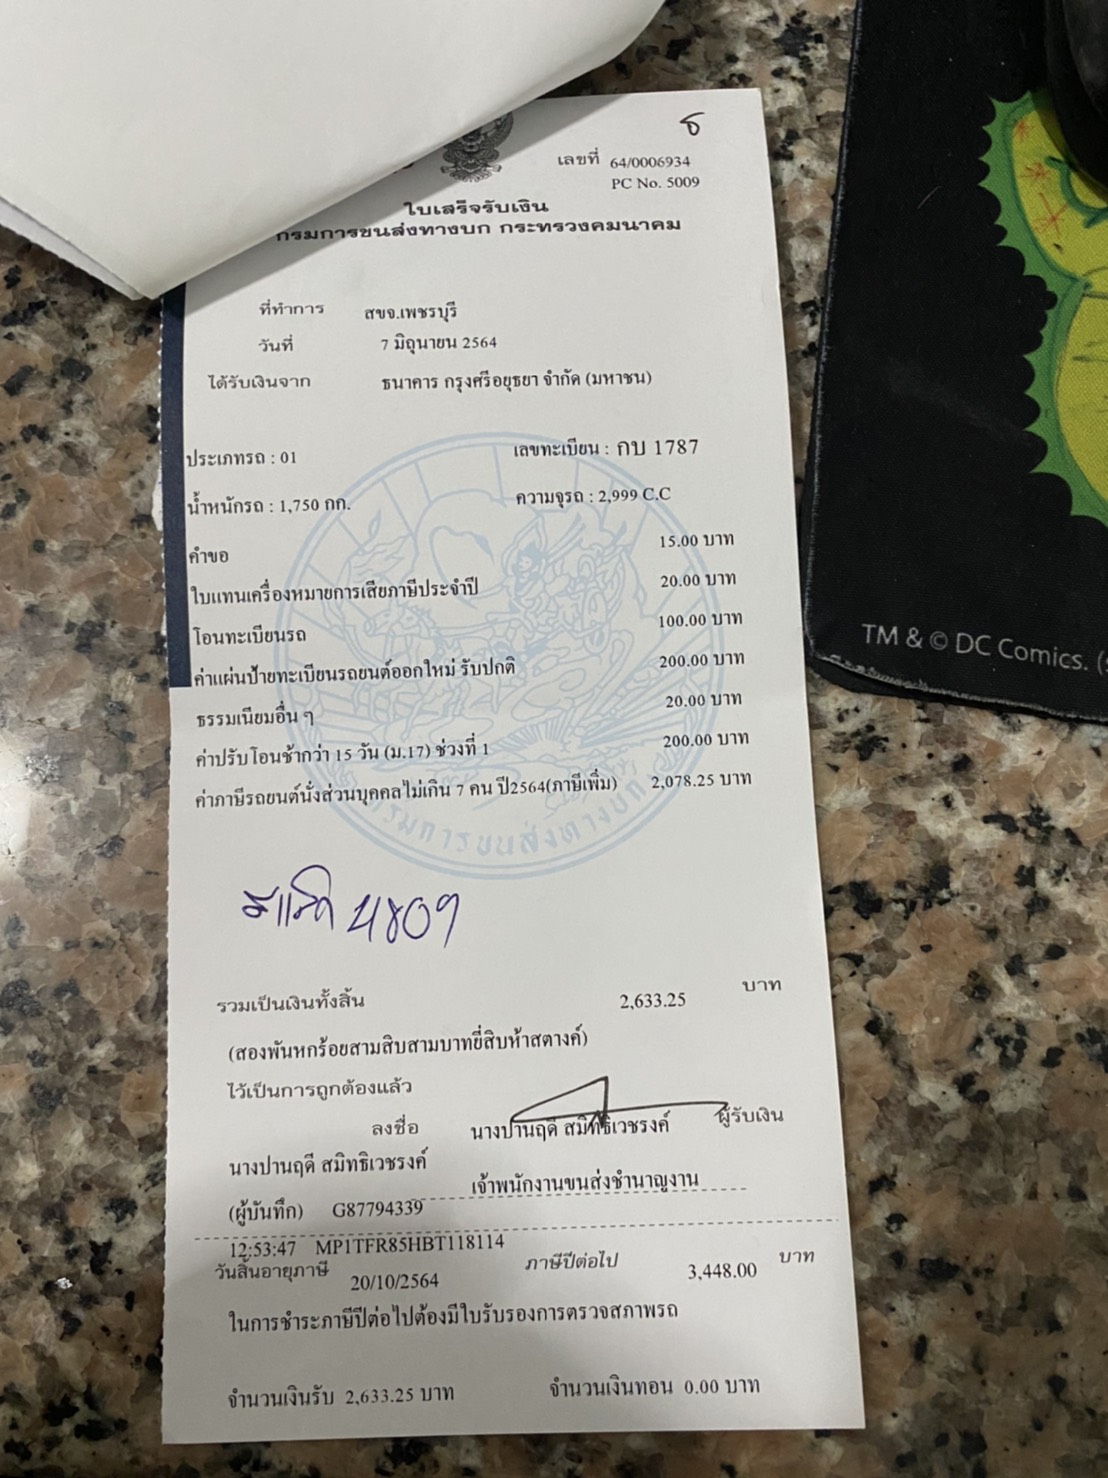 ธ
เลขที่ 64/0006934
PC No. 5009
ใบเสร็จรับเงิน
กรมการขนส่งทางบก กระทรวงคมนาคม
ที่ทำการ สขจ.เพชรบุรี
วันที่ 7 มิถุนายน 2564
ได้รับเงินจาก ธนาคาร กรุงศรีอยุธยา จำกัด (มหาชน)
ประเภทรถ : 01 เลขทะเบียน : กบ 1787
น้ำหนักรถ : 1,750 กก. ความจุรถ : 2,999 C.C
คำขอ 15.00 บาท
ใบแทนเครื่องหมายการเสียภาษีประจำปี 20.00 บาท
โอนทะเบียนรถ 100.00 บาท
ค่าแผ่นป้ายทะเบียนรถยนต์ออกใหม่ รับปกติ 200.00 บาท
ธรรมเนียมอื่น ๆ 20.00 บาท
ค่าปรับโอนช้ากว่า 15 วัน (ม.17) ช่วงที่ 1 200.00 บาท
ค่าภาษีรถยนต์นั่งส่วนบุคคลไม่เกิน 7 คน ปี2564(ภาษีเพิ่ม) 2,078.25 บาท
กรมการขนส่งทางบก
รวมเป็นเงินทั้งสิ้น 2,633.25 บาท
(สองพันหกร้อยสามสิบสามบาทยี่สิบห้าสตางค์)
ไว้เป็นการถูกต้องแล้ว
ลงชื่อ นางปานฤดี สมิทธิเวชรงค์ ผู้รับเงิน
นางปานฤดี สมิทธิเวชรงค์
เจ้าพนักงานขนส่งชำนาญงาน
(ผู้บันทึก) G87794339
12:53:47 MP1TFR85HBT118114
วันสิ้นอายุภาษี 20/10/2564 ภาษีปีต่อไป 3,448.00 บาท
ในการชำระภาษีปีต่อไปต้องมีใบรับรองการตรวจสภาพรถ
จำนวนเงินรับ 2,633.25 บาท จำนวนเงินทอน 0.00 บาท
TM & © DC Comics.